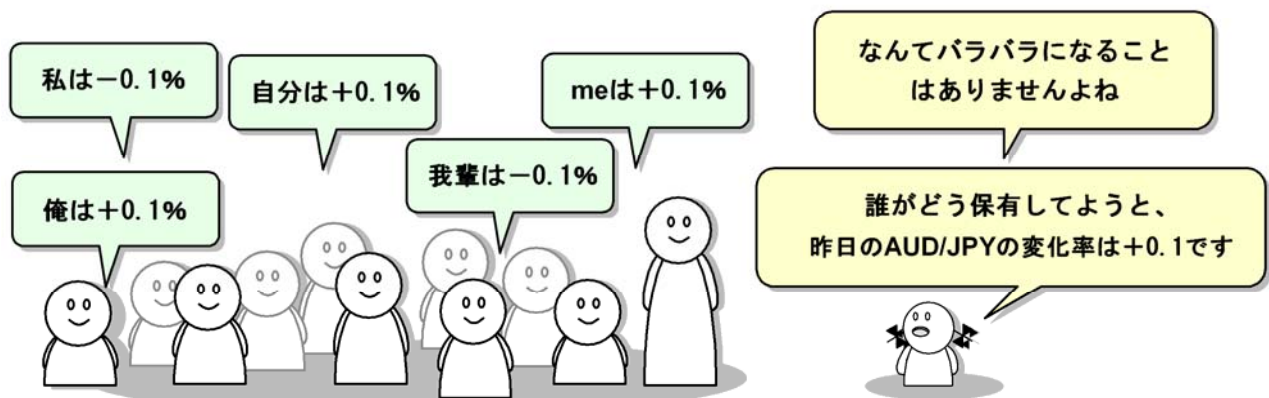 私は－0.1%
自分は＋0.1%
meは＋0.1%
俺は＋0.1%
我輩は－0.1%
なんてバラバラになること
はありませんよね
誰がどう保有してようと、
昨日のAUD/JPYの変化率は＋0.1です